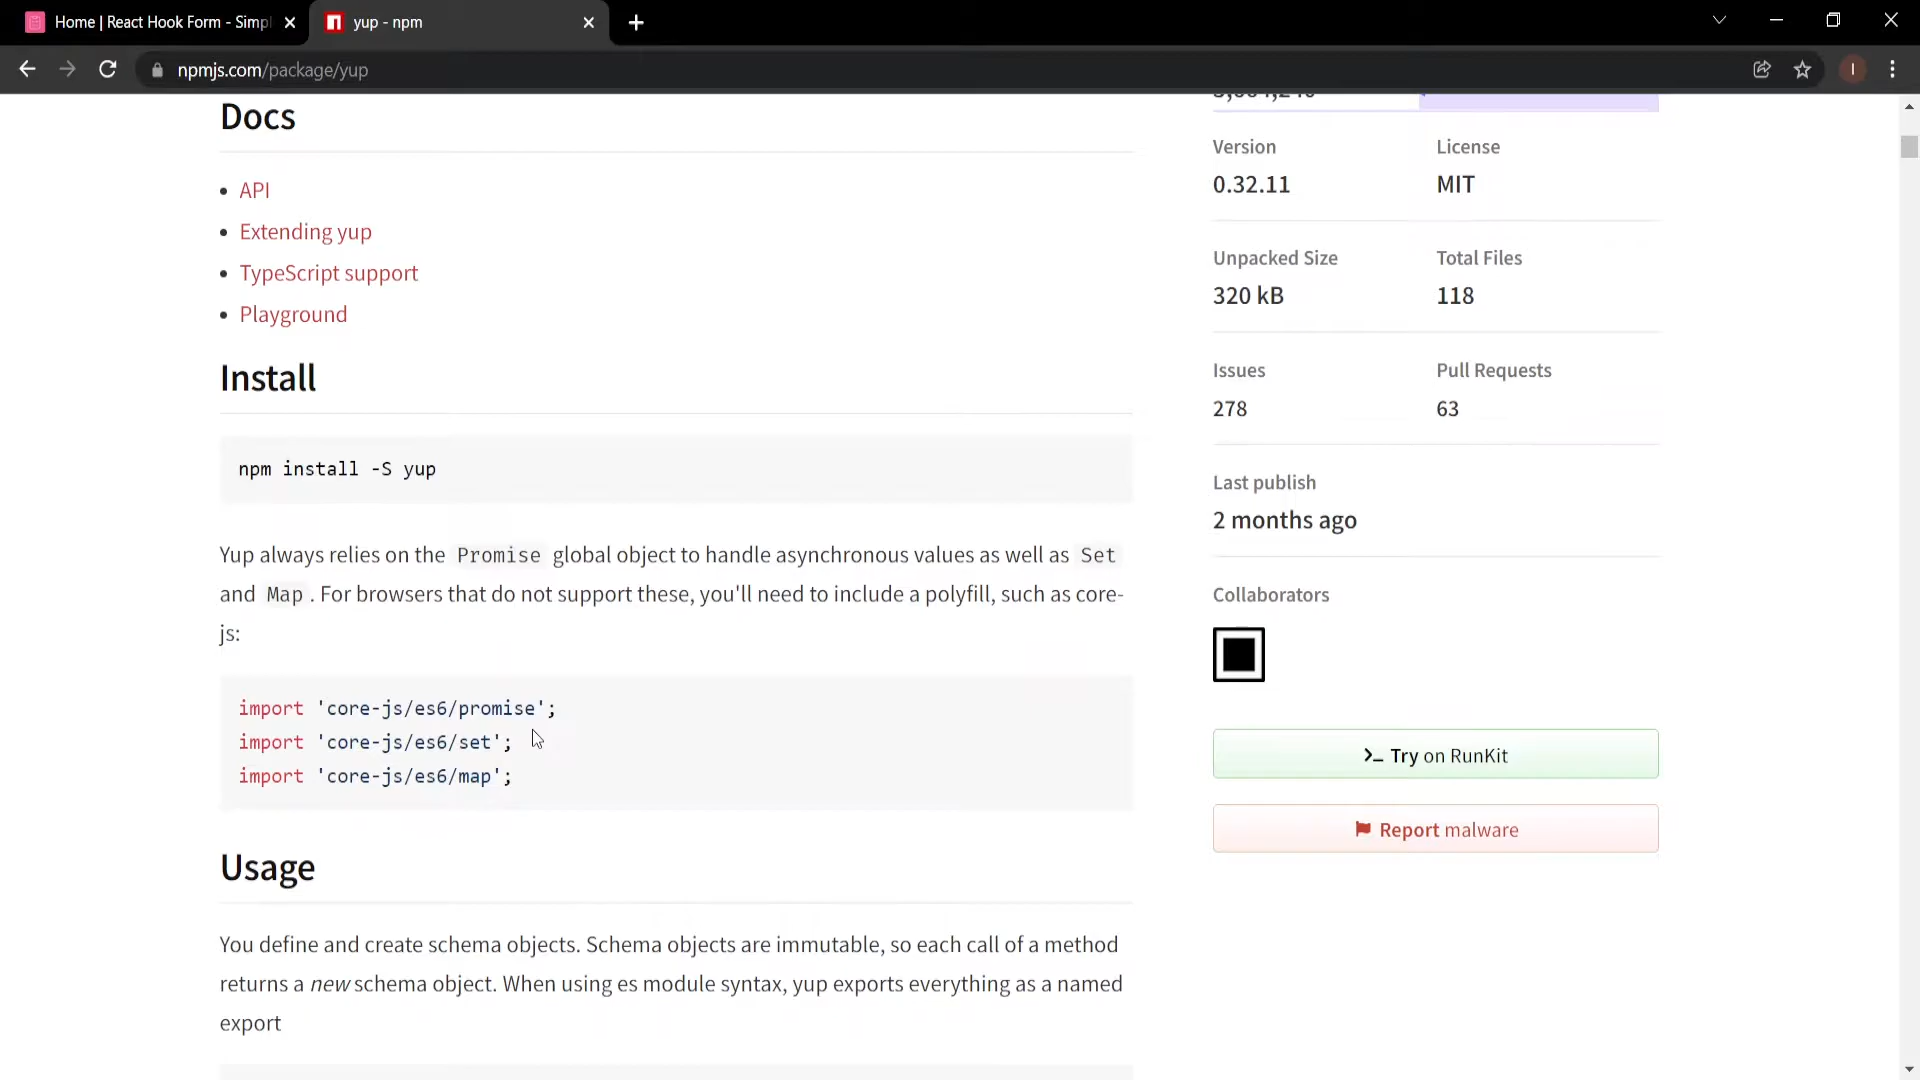 Home | React Hook Form - Simpl
yup - npm
npmjs.com/package/yup
I
Docs
API
Extending yup
TypeScript support
Playground
Install
npm install -S yup
Yup always relies on the Promise global object to handle asynchronous values as well as Set
and Map . For browsers that do not support these, you'll need to include a polyfill, such as core-
js:
import 'core-js/es6/promise';
import 'core-js/es6/set';
import 'core-js/es6/map';
Usage
You define and create schema objects. Schema objects are immutable, so each call of a method
returns a new schema object. When using es module syntax, yup exports everything as a named
export
Version
License
0.32.11
MIT
Unpacked Size
Total Files
320 kB
118
Issues
Pull Requests
278
63
Last publish
2 months ago
Collaborators
>_ Try on RunKit
Report malware